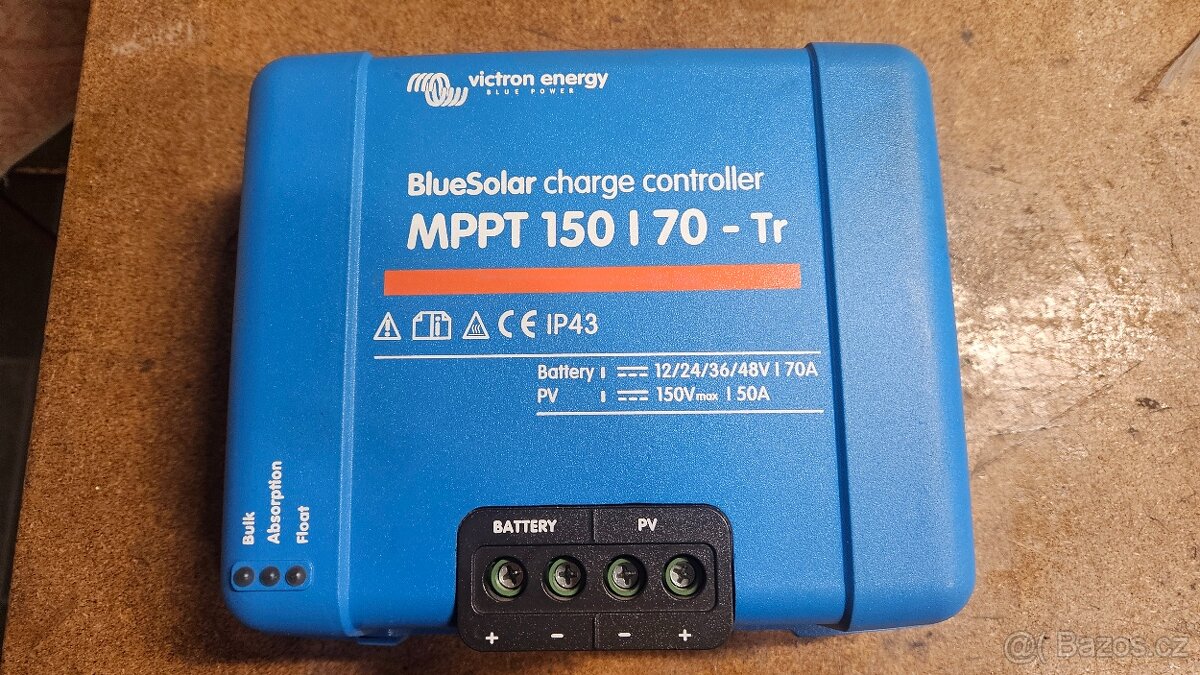 victron energy
BLUE POWER
BlueSolar charge controller
MPPT 150 | 70 - Tr
CE IP43
Battery 12/24/36/48V | 70A
PV 150Vmax | 50A
Bulk
Absorption
Float
BATTERY PV
+ - - +
@( Bazos.cz